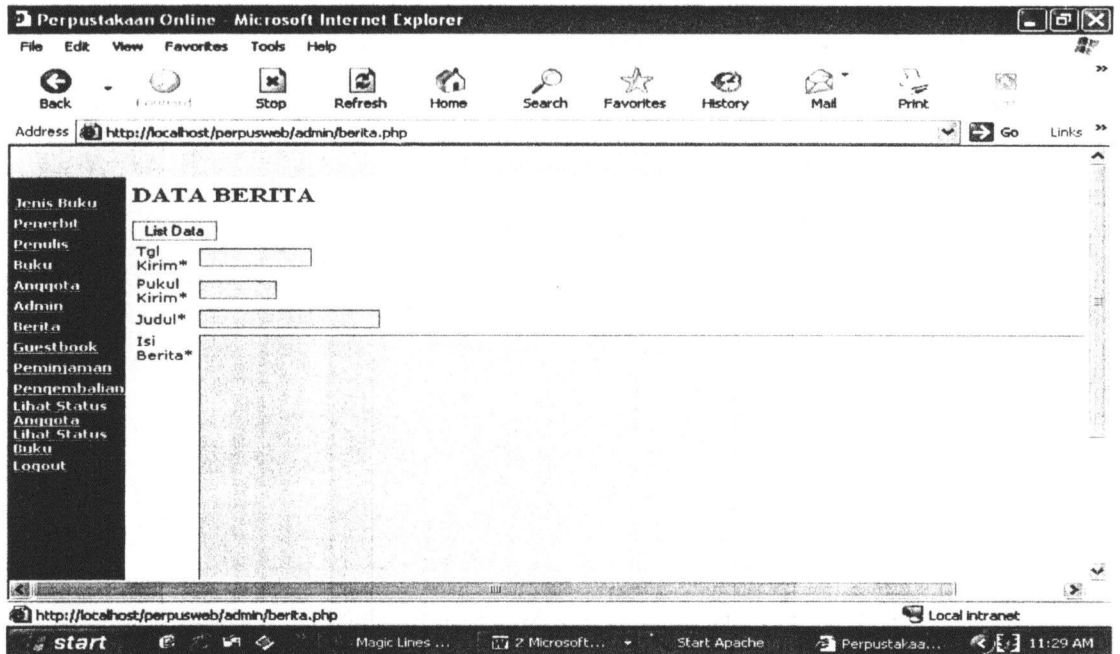 Perpustakaan Online - Microsoft Internet Explorer
File Edit View Favorites Tools Help
Back Forward Stop Refresh Home Search Favorites History Mail Print
Address http://localhost/perpusweb/admin/berita.php Go Links »
DATA BERITA
List Data
Tgl
Kirim*
Pukul
Kirim*
Judul*
Isi
Berita*
Jenis Buku
Penerbit
Penulis
Buku
Anggota
Admin
Berita
Guestbook
Peminjaman
Pengembalian
Lihat Status
Anggota
Lihat Status
Buku
Logout
http://localhost/perpusweb/admin/berita.php Local intranet
start Magic Lines ... 2 Microsoft... Start Apache Perpustakaa... 11:29 AM